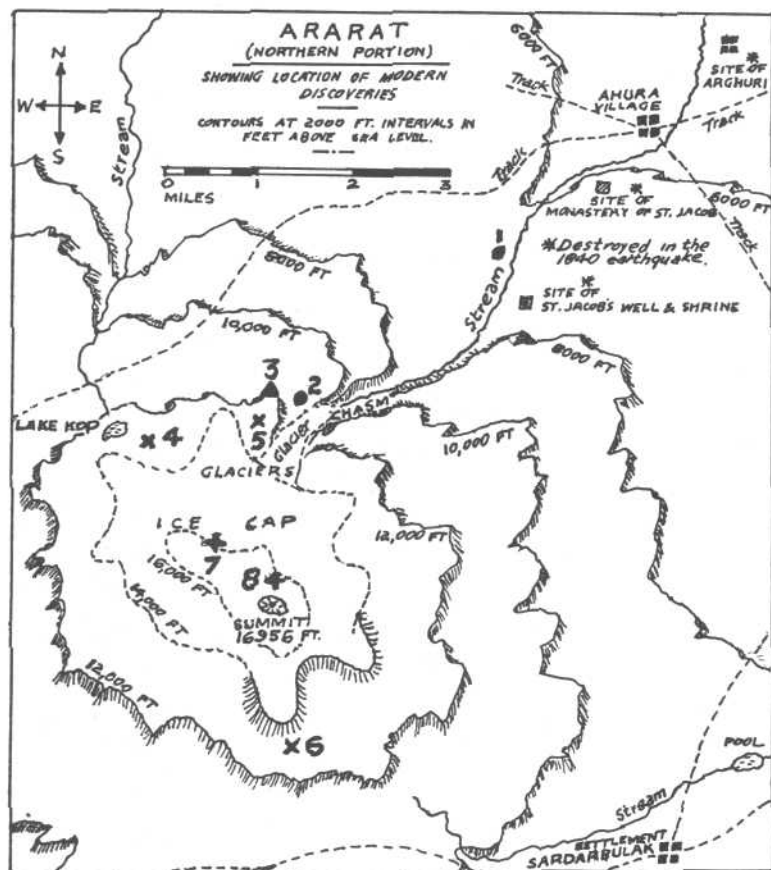 ARARAT
(NORTHERN PORTION)
SHOWING LOCATION OF MODERN
DISCOVERIES
CONTOURS AT 2000 FT. INTERVALS IN
FEET ABOVE SEA LEVEL.
0 1 2 3
MILES
N
W E
S
Stream
6000 FT
Track
AHURA
VILLAGE
SITE OF
ARGHURI
Track
Track
Track
6000 FT
SITE OF
MONASTERY OF ST. JACOB
*Destroyed in the
1840 earthquake.
SITE OF
ST. JACOB'S WELL & SHRINE
1
Stream
8000 FT
8000 FT
10,000 FT
3
2
CHASM
Glacier
LAKE KOP
x4
x
5
GLACIERS
10,000 FT
ICE CAP
12,000 FT
7
16,000 FT
8
SUMMIT
16956 FT.
14,000 FT
12,000 FT
x6
POOL
Stream
SETTLEMENT
SARDARBULAK